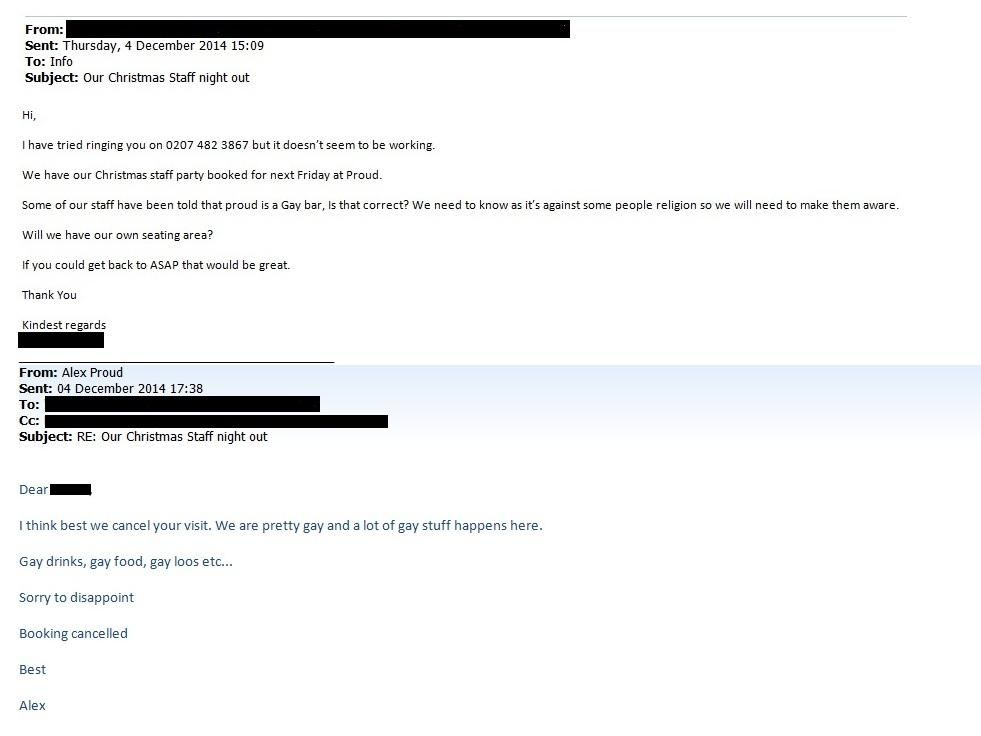 From:
Sent: Thursday, 4 December 2014 15:09
To: Info
Subject: Our Christmas Staff night out
Hi,
I have tried ringing you on 0207 482 3867 but it doesn't seem to be working.
We have our Christmas staff party booked for next Friday at Proud.
Some of our staff have been told that proud is a Gay bar, Is that correct? We need to know as it's against some people religion so we will need to make them aware.
Will we have our own seating area?
If you could get back to ASAP that would be great.
Thank You
Kindest regards
From: Alex Proud
Sent: 04 December 2014 17:38
To:
Cc:
Subject: RE: Our Christmas Staff night out
Dear
I think best we cancel your visit. We are pretty gay and a lot of gay stuff happens here.
Gay drinks, gay food, gay loos etc...
Sorry to disappoint
Booking cancelled
Best
Alex